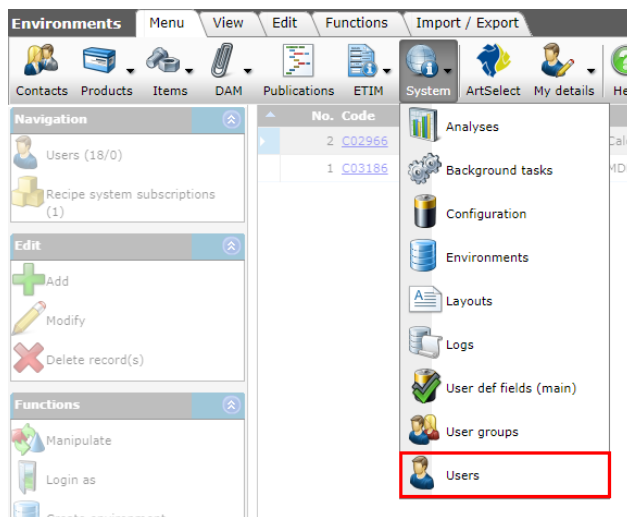 Environments Menu View Edit Functions Import / Export
Contacts Products Items DAM Publications ETIM System ArtSelect My details
Navigation
Users (18/0)
Recipe system subscriptions
(1)
Edit
Add
Modify
Delete record(s)
Functions
Manipulate
Login as
Create environment
No. Code
2 C02966
1 C03186
Analyses
Background tasks
Configuration
Environments
Layouts
Logs
User def fields (main)
User groups
Users